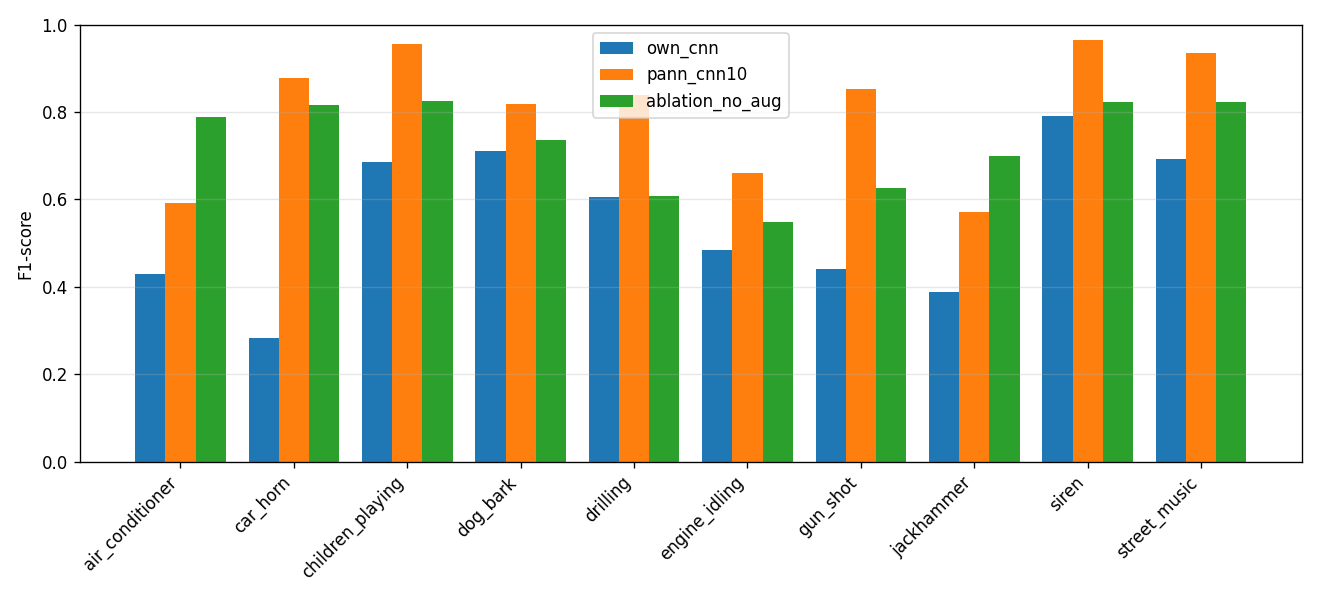 own_cnn
pann_cnn10
ablation_no_aug
F1-score
1.0
0.8
0.6
0.4
0.2
0.0
air_conditioner
car_horn
children_playing
dog_bark
drilling
engine_idling
gun_shot
jackhammer
siren
street_music